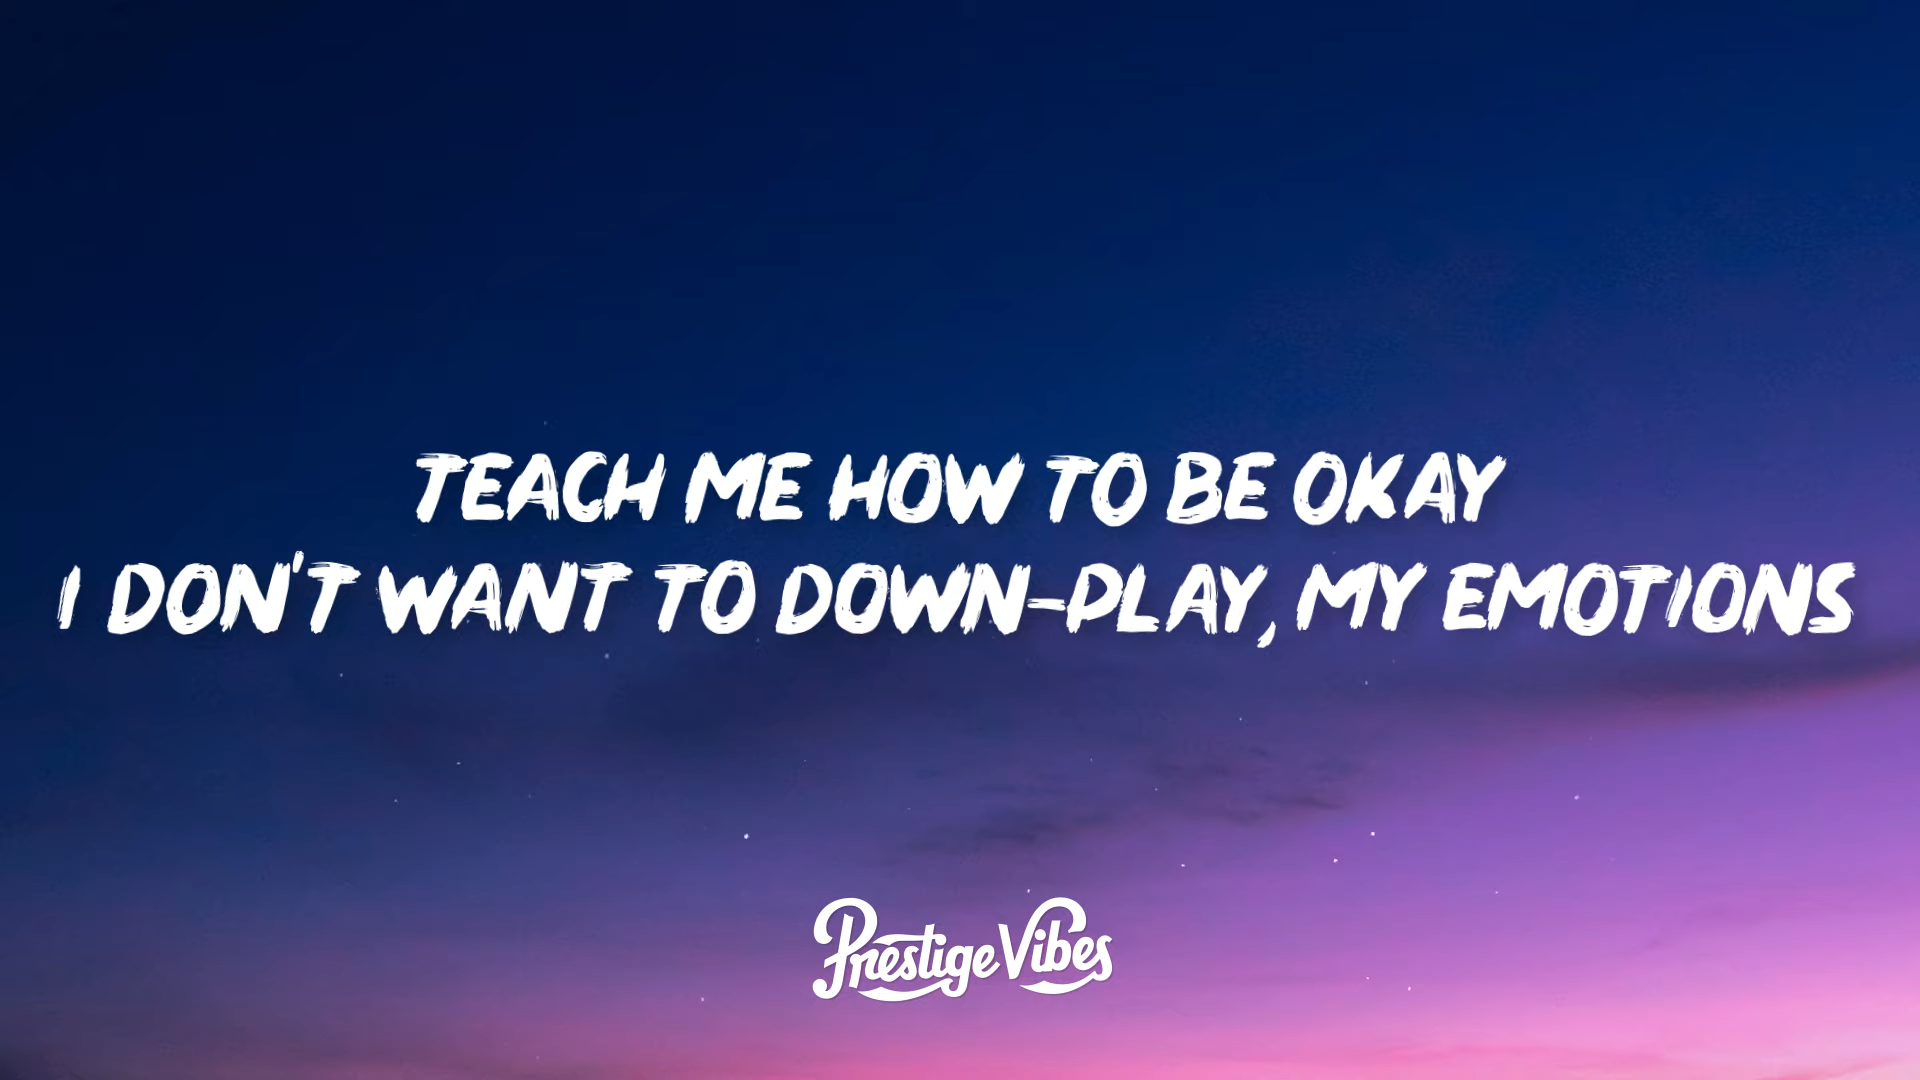 TEACH ME HOW TO BE OKAY
I DON'T WANT TO DOWN-PLAY, MY EMOTIONS
Prestige Vibes